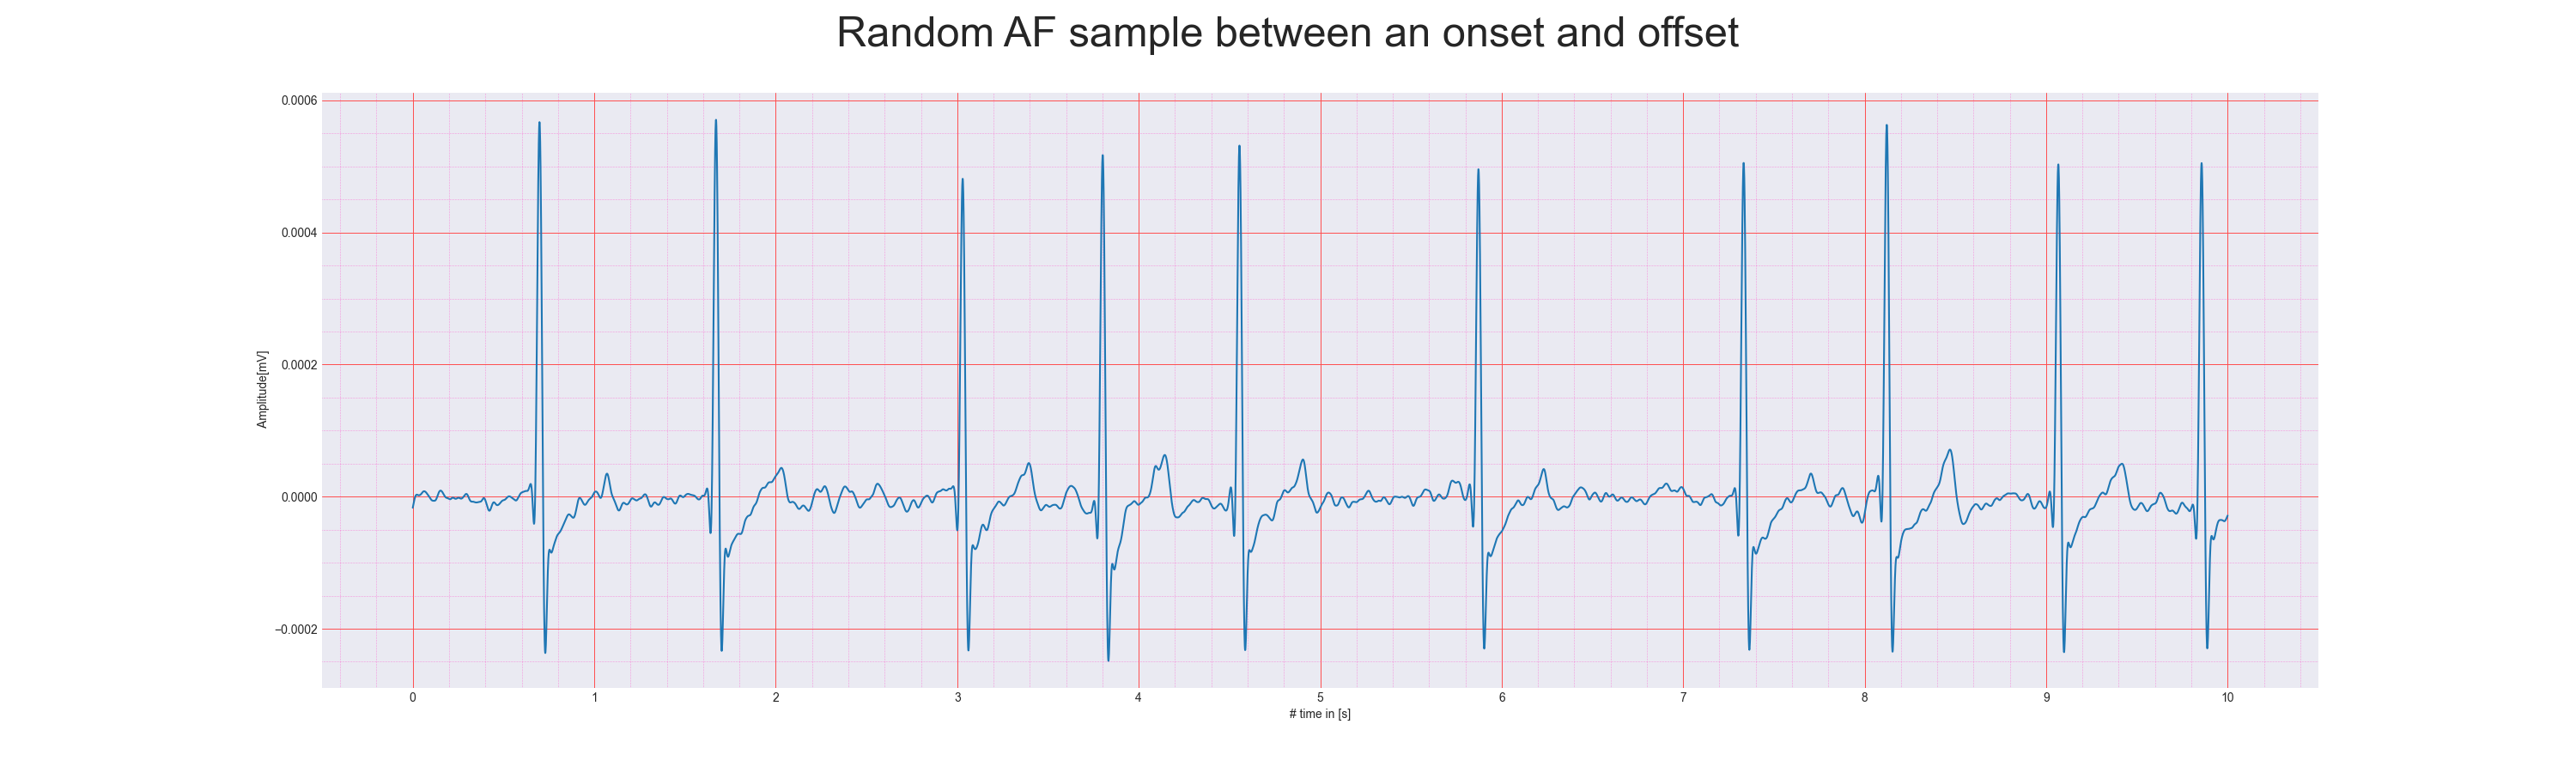 Random AF sample between an onset and offset
0.0006
0.0004
0.0002
0.0000
−0.0002
Amplitude[mV]
0 1 2 3 4 5 6 7 8 9 10
# time in [s]